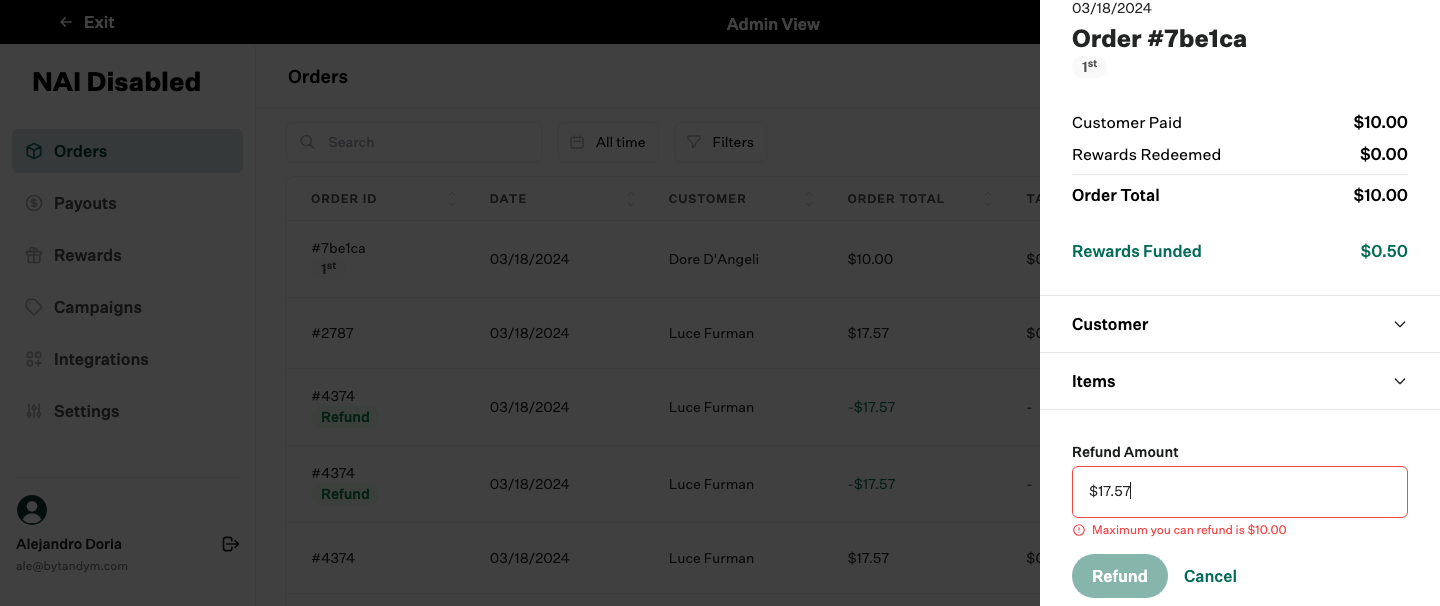 Exit
Admin View
NAI Disabled
Orders
Payouts
Rewards
Campaigns
Integrations
Settings
Alejandro Doria
ale@bytandym.com
Orders
Search
All time
Filters
ORDER ID DATE CUSTOMER ORDER TOTAL
#7be1ca 03/18/2024 Dore D'Angeli $10.00
1st
#2787 03/18/2024 Luce Furman $17.57
#4374 03/18/2024 Luce Furman -$17.57 -
Refund
#4374 03/18/2024 Luce Furman -$17.57 -
Refund
#4374 03/18/2024 Luce Furman $17.57
03/18/2024
Order #7be1ca
1st
Customer Paid $10.00
Rewards Redeemed $0.00
Order Total $10.00
Rewards Funded $0.50
Customer
Items
Refund Amount
$17.57
Maximum you can refund is $10.00
Refund Cancel